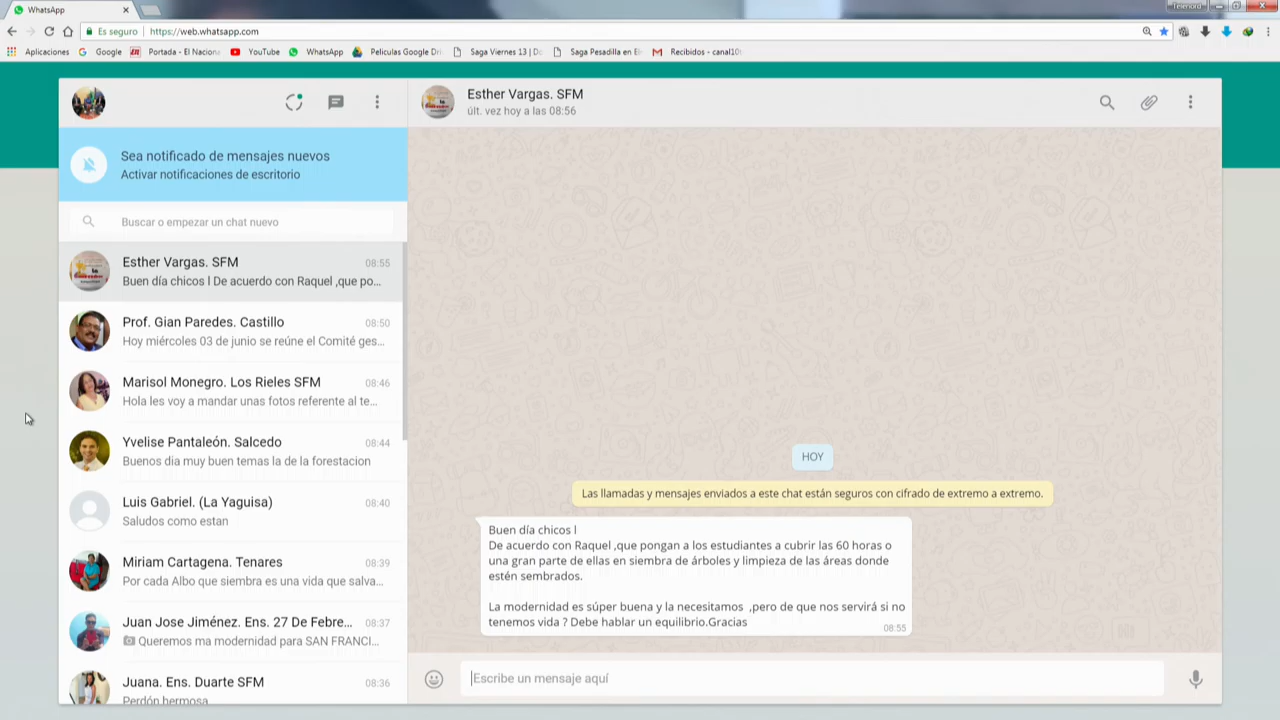 Telenord
WhatsApp
Es seguro
https://web.whatsapp.com
Aplicaciones
Google
Portada - El Naciona
YouTube
WhatsApp
Peliculas Google Dri
Saga Viernes 13 | Do
Saga Pesadilla en El
Recibidos - canal10t
Esther Vargas. SFM
últ. vez hoy a las 08:56
Sea notificado de mensajes nuevos
Activar notificaciones de escritorio
Buscar o empezar un chat nuevo
Esther Vargas. SFM 08:55
Buen día chicos l De acuerdo con Raquel ,que po...
Prof. Gian Paredes. Castillo 08:50
Hoy miércoles 03 de junio se reúne el Comité ges...
Marisol Monegro. Los Rieles SFM 08:46
Hola les voy a mandar unas fotos referente al te...
Yvelise Pantaleón. Salcedo 08:44
Buenos dia muy buen temas la de la forestacion
Luis Gabriel. (La Yaguisa) 08:40
Saludos como estan
Miriam Cartagena. Tenares 08:39
Por cada Albo que siembra es una vida que salva...
Juan Jose Jiménez. Ens. 27 De Febre... 08:37
Queremos ma modernidad para SAN FRANCI...
Juana. Ens. Duarte SFM 08:36
Perdón hermosa
HOY
Las llamadas y mensajes enviados a este chat están seguros con cifrado de extremo a extremo.
Buen día chicos l
De acuerdo con Raquel ,que pongan a los estudiantes a cubrir las 60 horas o
una gran parte de ellas en siembra de árboles y limpieza de las áreas donde
estén sembrados.
La modernidad es súper buena y la necesitamos ,pero de que nos servirá si no
tenemos vida ? Debe hablar un equilibrio.Gracias
08:55
Escribe un mensaje aquí